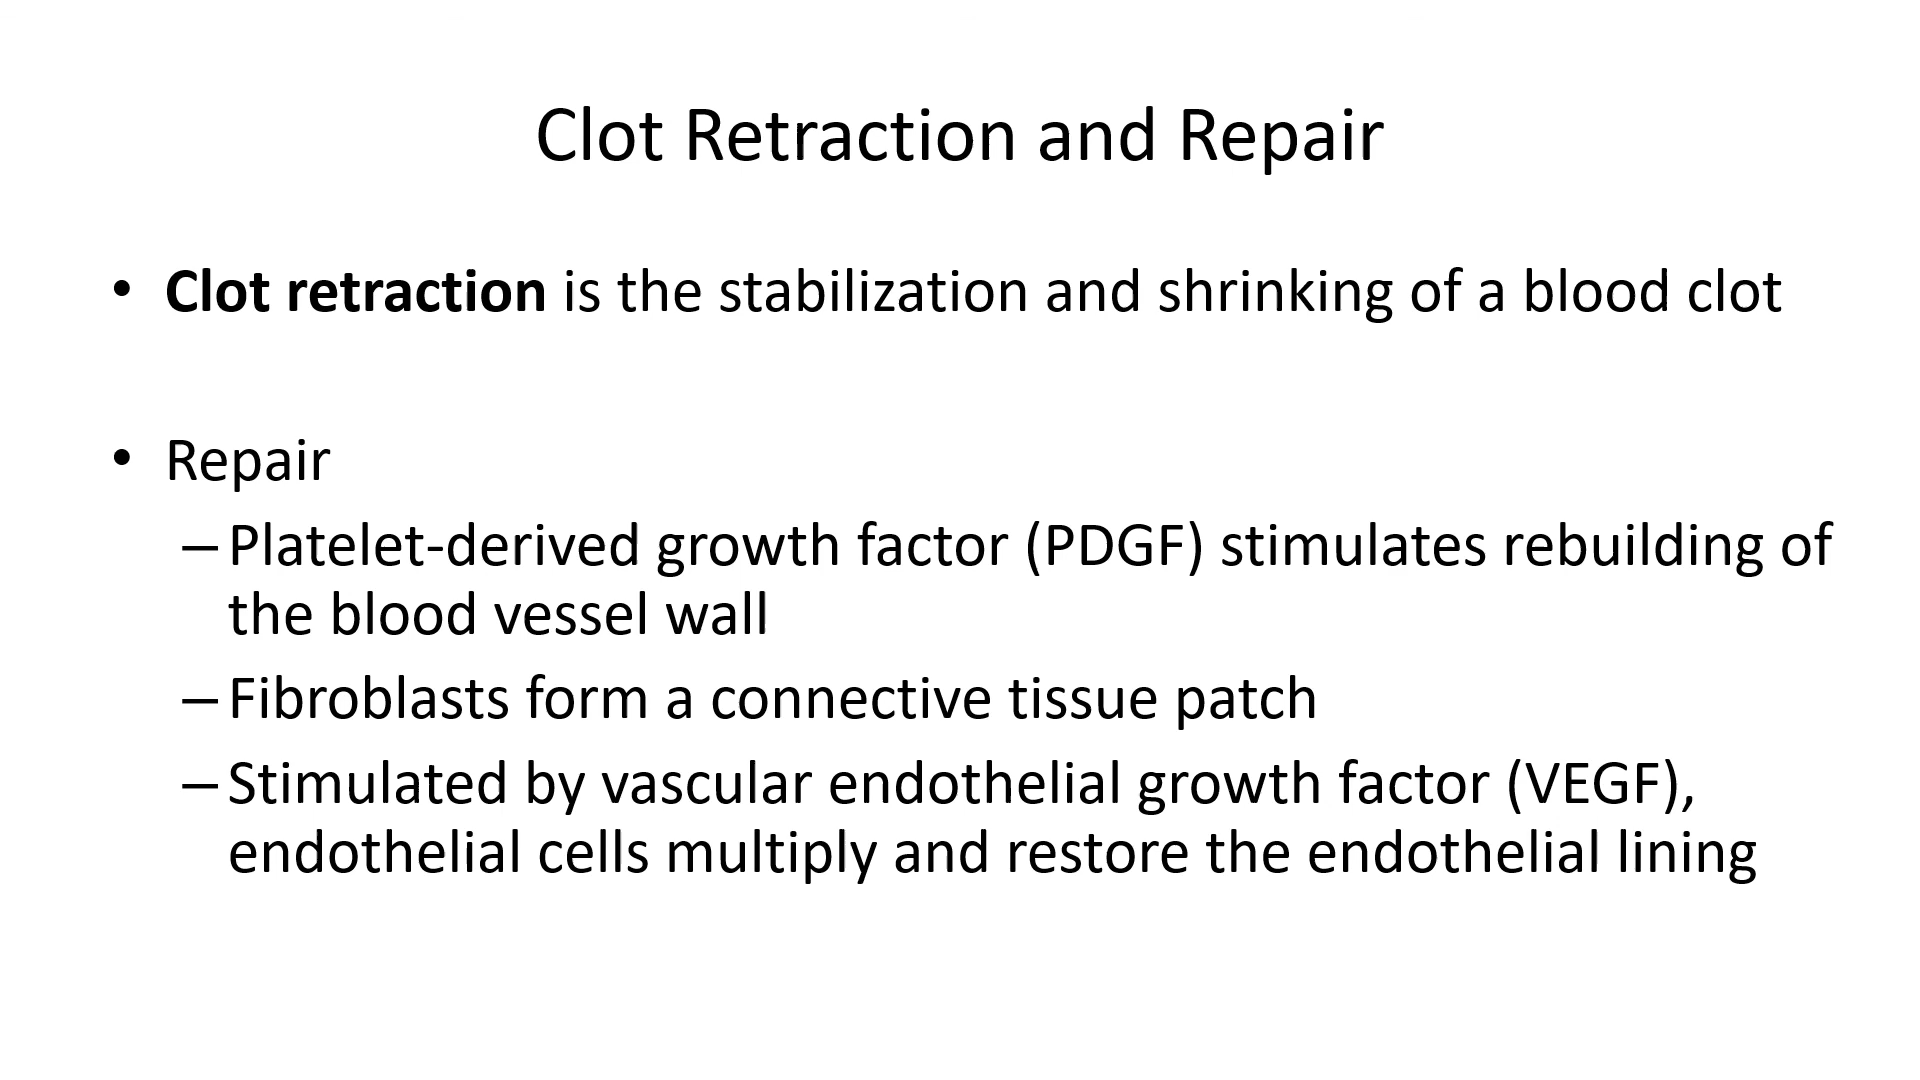 Clot Retraction and Repair
• Clot retraction is the stabilization and shrinking of a blood clot
• Repair
– Platelet-derived growth factor (PDGF) stimulates rebuilding of
the blood vessel wall
– Fibroblasts form a connective tissue patch
– Stimulated by vascular endothelial growth factor (VEGF),
endothelial cells multiply and restore the endothelial lining